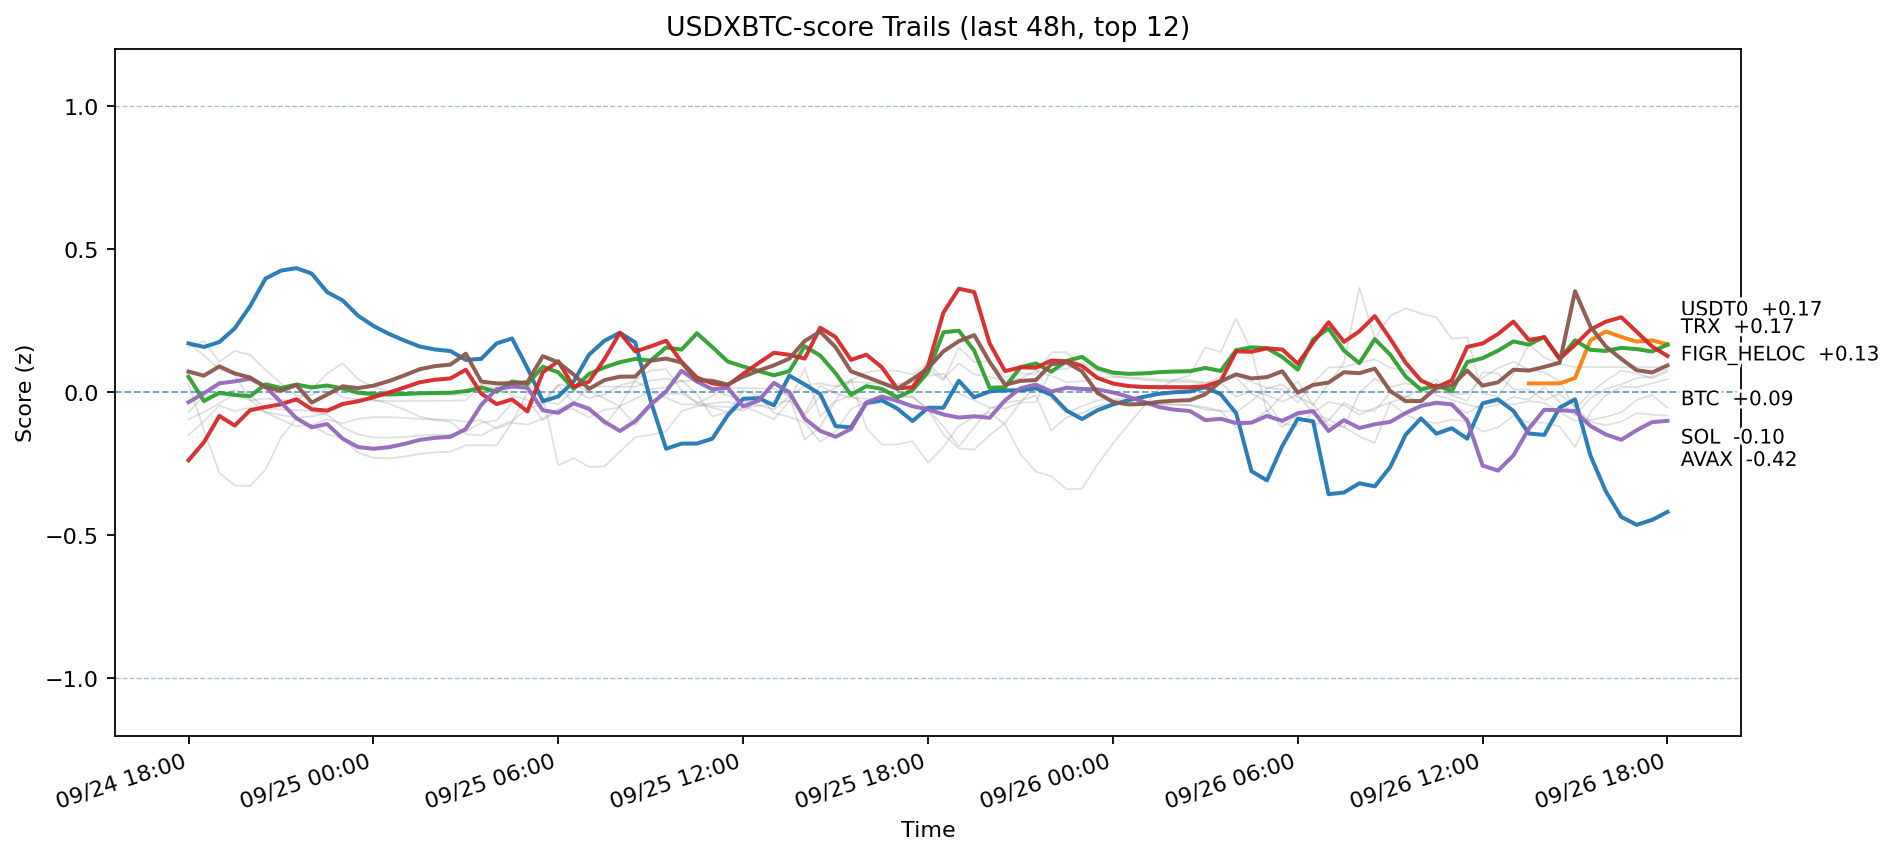 USDXBTC-score Trails (last 48h, top 12)
Score (z)
1.0
0.5
0.0
−0.5
−1.0
USDT0 +0.17
TRX +0.17
FIGR_HELOC +0.13
BTC +0.09
SOL -0.10
AVAX -0.42
09/24 18:00
09/25 00:00
09/25 06:00
09/25 12:00
09/25 18:00
09/26 00:00
09/26 06:00
09/26 12:00
09/26 18:00
Time